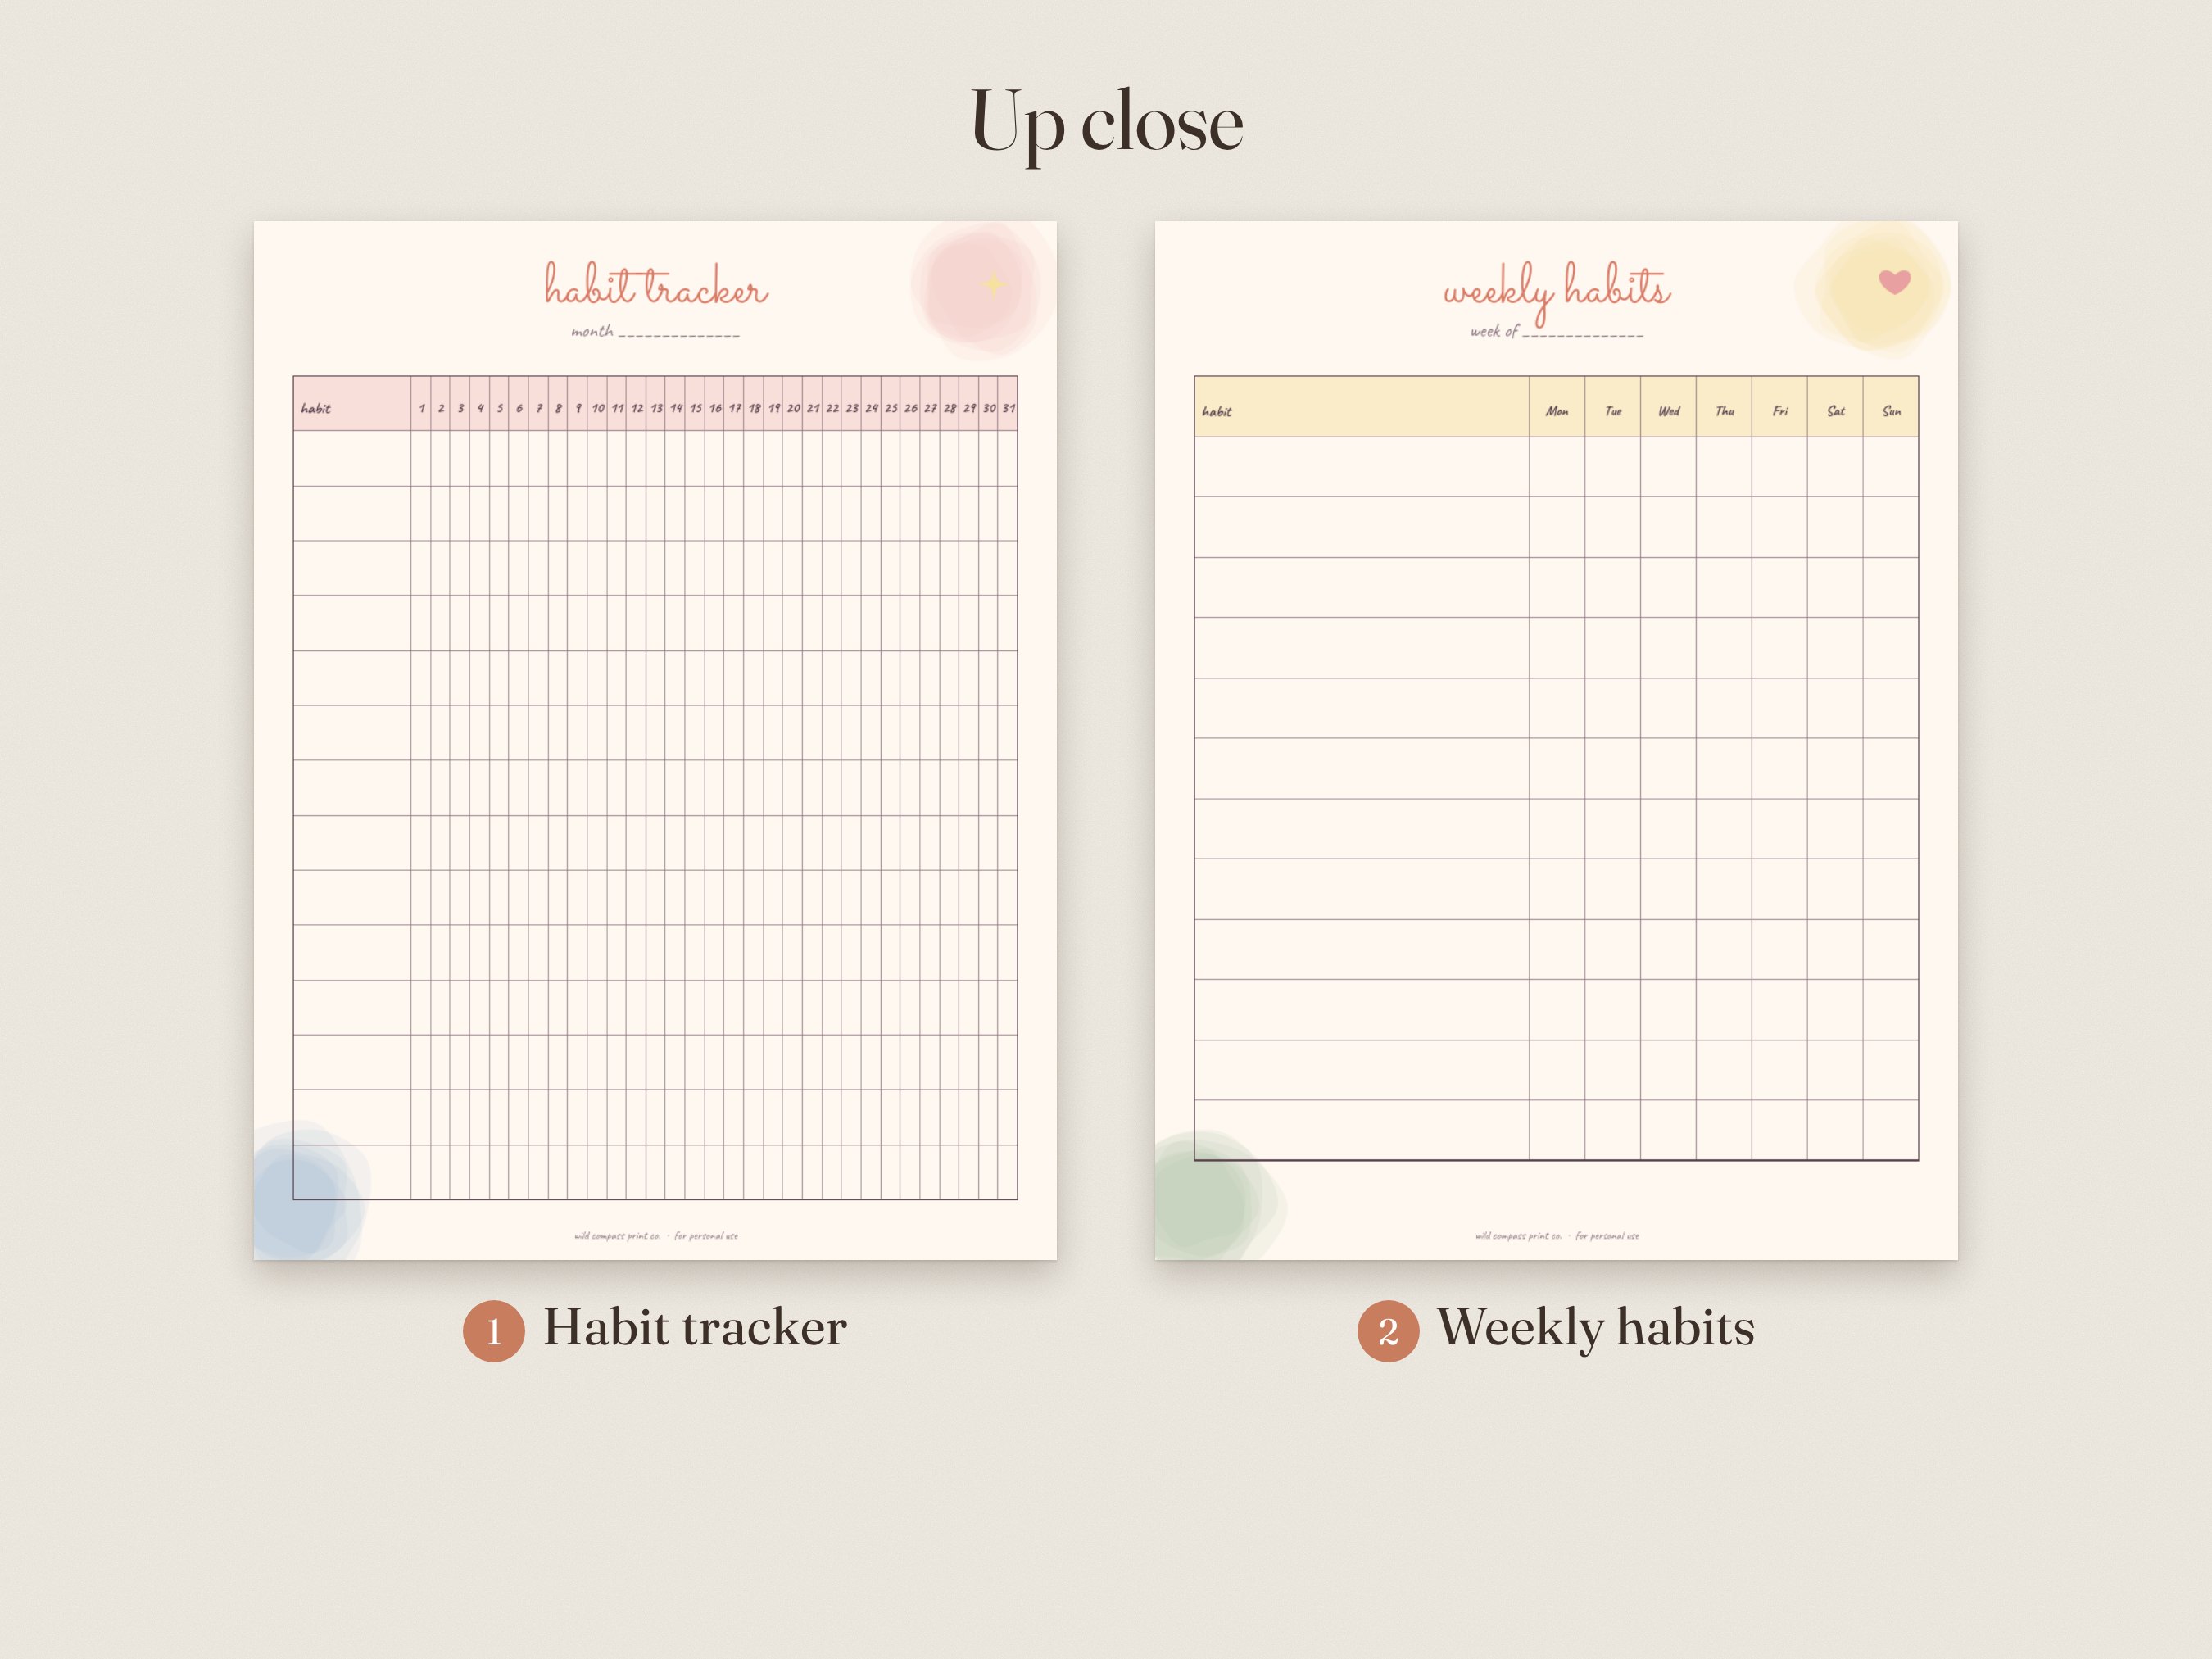 Up close
habit tracker
month _____________
habit 1 2 3 4 5 6 7 8 9 10 11 12 13 14 15 16 17 18 19 20 21 22 23 24 25 26 27 28 29 30 31
wild compass print co. · for personal use
1 Habit tracker
weekly habits
week of _____________
habit Mon Tue Wed Thu Fri Sat Sun
wild compass print co. · for personal use
2 Weekly habits